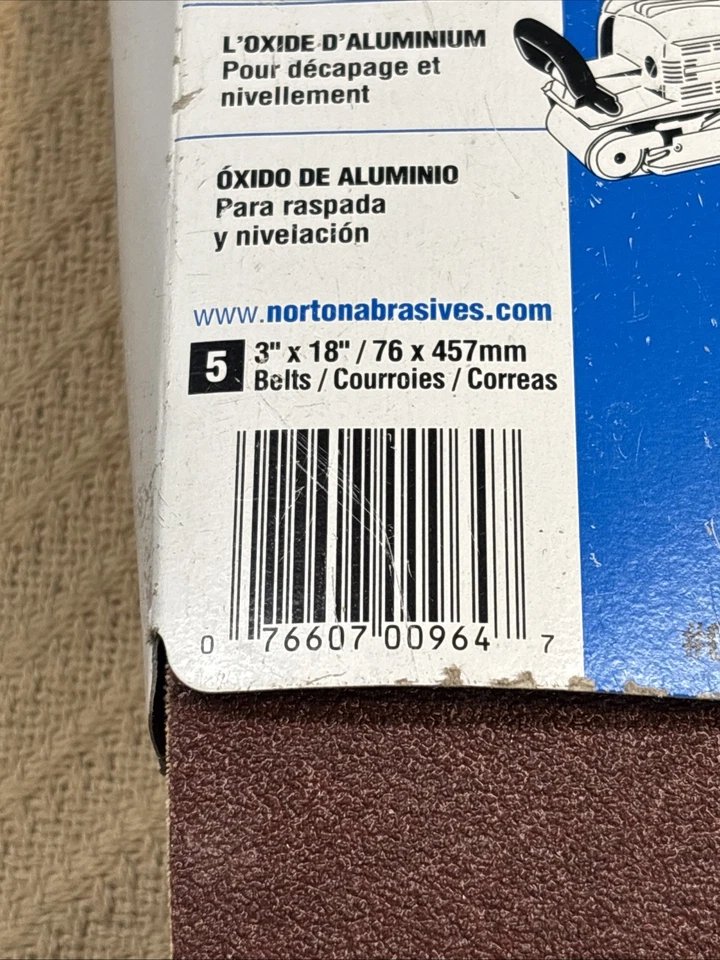 L'OXIDE D'ALUMINIUM
Pour décapage et
nivellement
ÓXIDO DE ALUMINIO
Para raspada
y nivelación
www.nortonabrasives.com
5
3" x 18" / 76 x 457mm
Belts / Courroies / Correas
0 76607 00964 7